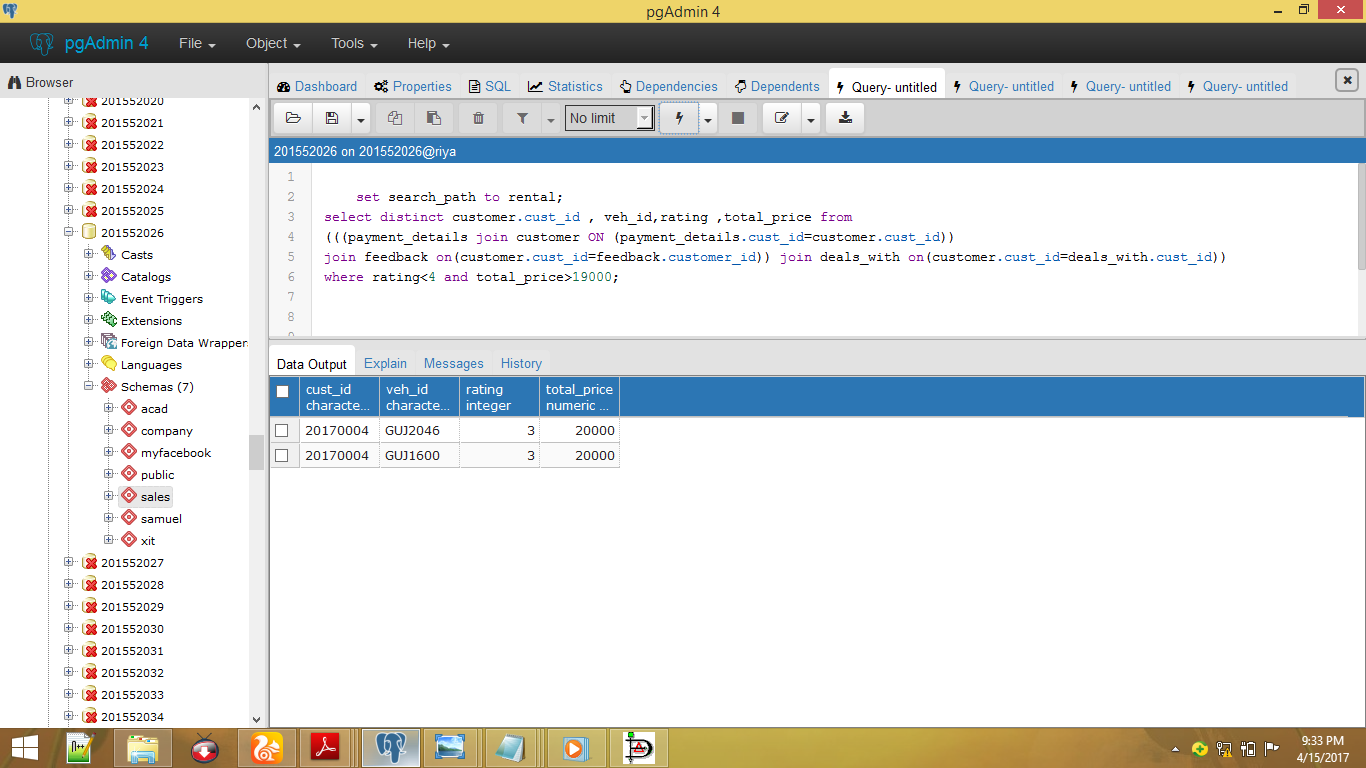 pgAdmin 4
pgAdmin 4 File Object Tools Help
Browser
Dashboard Properties SQL Statistics Dependencies Dependents Query- untitled Query- untitled Query- untitled Query- untitled
No limit
201552026 on 201552026@riya
201552020
201552021
201552022
201552023
201552024
201552025
201552026
Casts
Catalogs
Event Triggers
Extensions
Foreign Data Wrapper
Languages
Schemas (7)
acad
company
myfacebook
public
sales
samuel
xit
201552027
201552028
201552029
201552030
201552031
201552032
201552033
201552034
1
2 set search_path to rental;
3 select distinct customer.cust_id , veh_id,rating ,total_price from
4 (((payment_details join customer ON (payment_details.cust_id=customer.cust_id))
5 join feedback on(customer.cust_id=feedback.customer_id)) join deals_with on(customer.cust_id=deals_with.cust_id))
6 where rating<4 and total_price>19000;
7
8
Data Output Explain Messages History
cust_id veh_id rating total_price
characte... characte... integer numeric ...
20170004 GUJ2046 3 20000
20170004 GUJ1600 3 20000
9:33 PM
4/15/2017